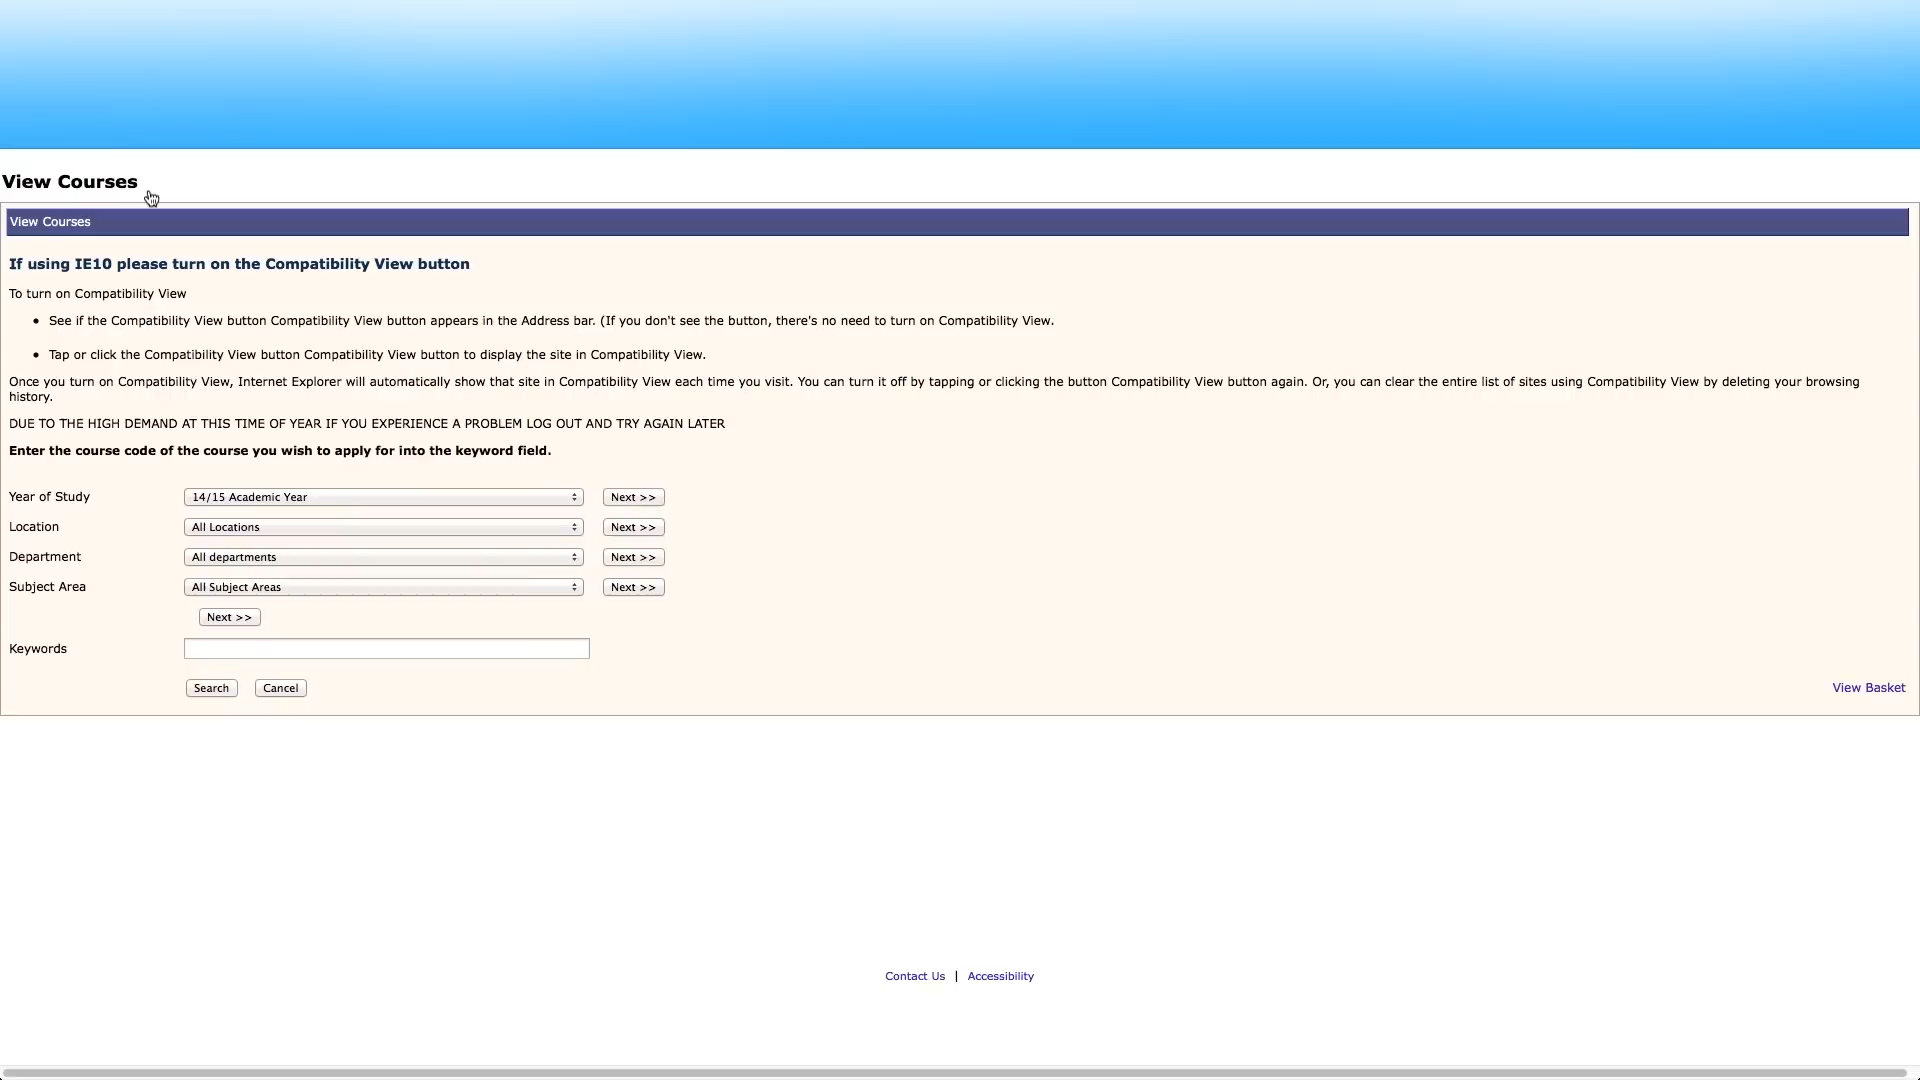 View Courses
View Courses
If using IE10 please turn on the Compatibility View button
To turn on Compatibility View
• See if the Compatibility View button Compatibility View button appears in the Address bar. (If you don't see the button, there's no need to turn on Compatibility View.
• Tap or click the Compatibility View button Compatibility View button to display the site in Compatibility View.
Once you turn on Compatibility View, Internet Explorer will automatically show that site in Compatibility View each time you visit. You can turn it off by tapping or clicking the button Compatibility View button again. Or, you can clear the entire list of sites using Compatibility View by deleting your browsing
history.
DUE TO THE HIGH DEMAND AT THIS TIME OF YEAR IF YOU EXPERIENCE A PROBLEM LOG OUT AND TRY AGAIN LATER
Enter the course code of the course you wish to apply for into the keyword field.
Year of Study 14/15 Academic Year Next >>
Location All Locations Next >>
Department All departments Next >>
Subject Area All Subject Areas Next >>
Next >>
Keywords
Search Cancel View Basket
Contact Us | Accessibility